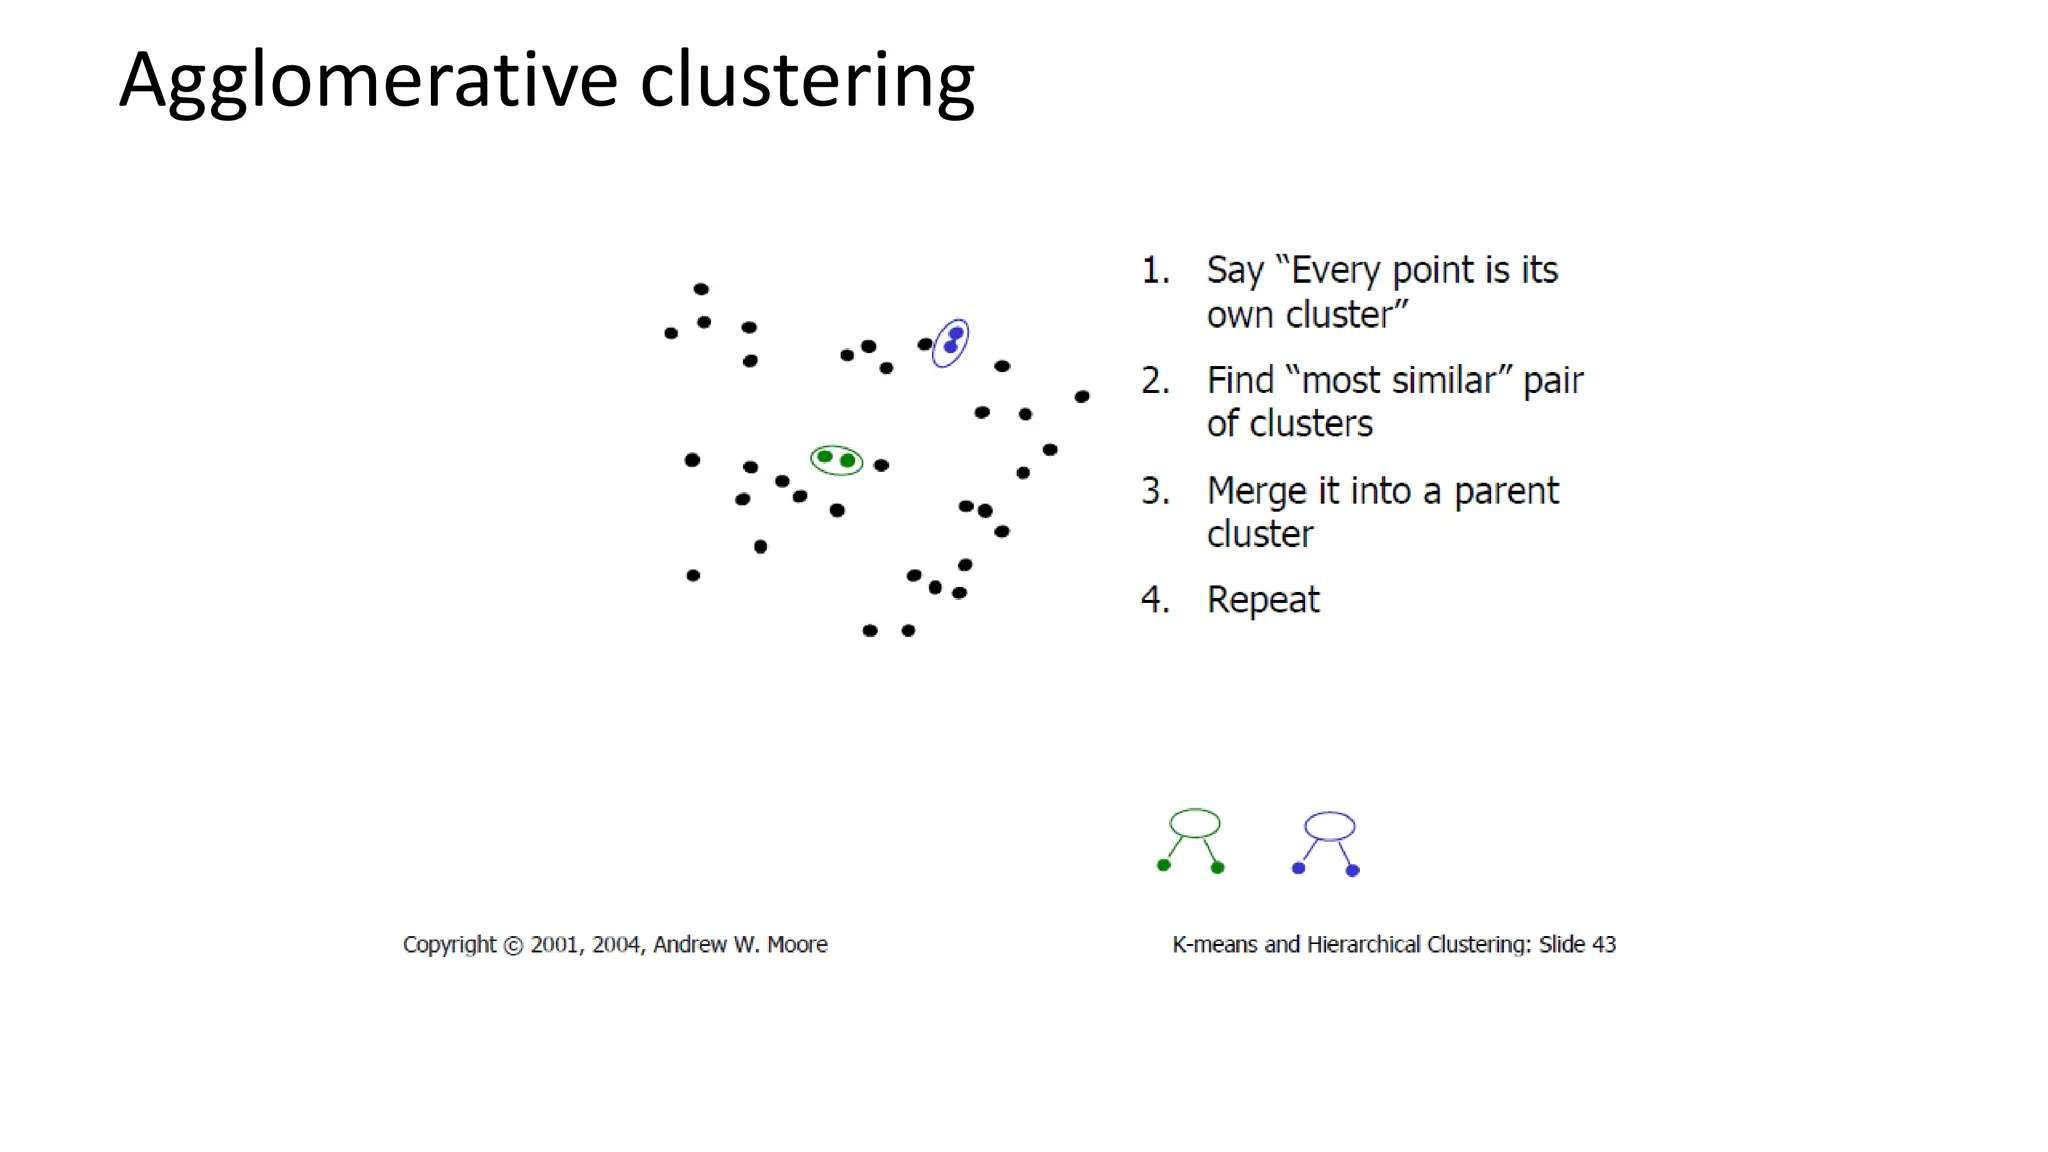 Agglomerative clustering
1. Say “Every point is its
own cluster”
2. Find “most similar” pair
of clusters
3. Merge it into a parent
cluster
4. Repeat
Copyright © 2001, 2004, Andrew W. Moore
K-means and Hierarchical Clustering: Slide 43